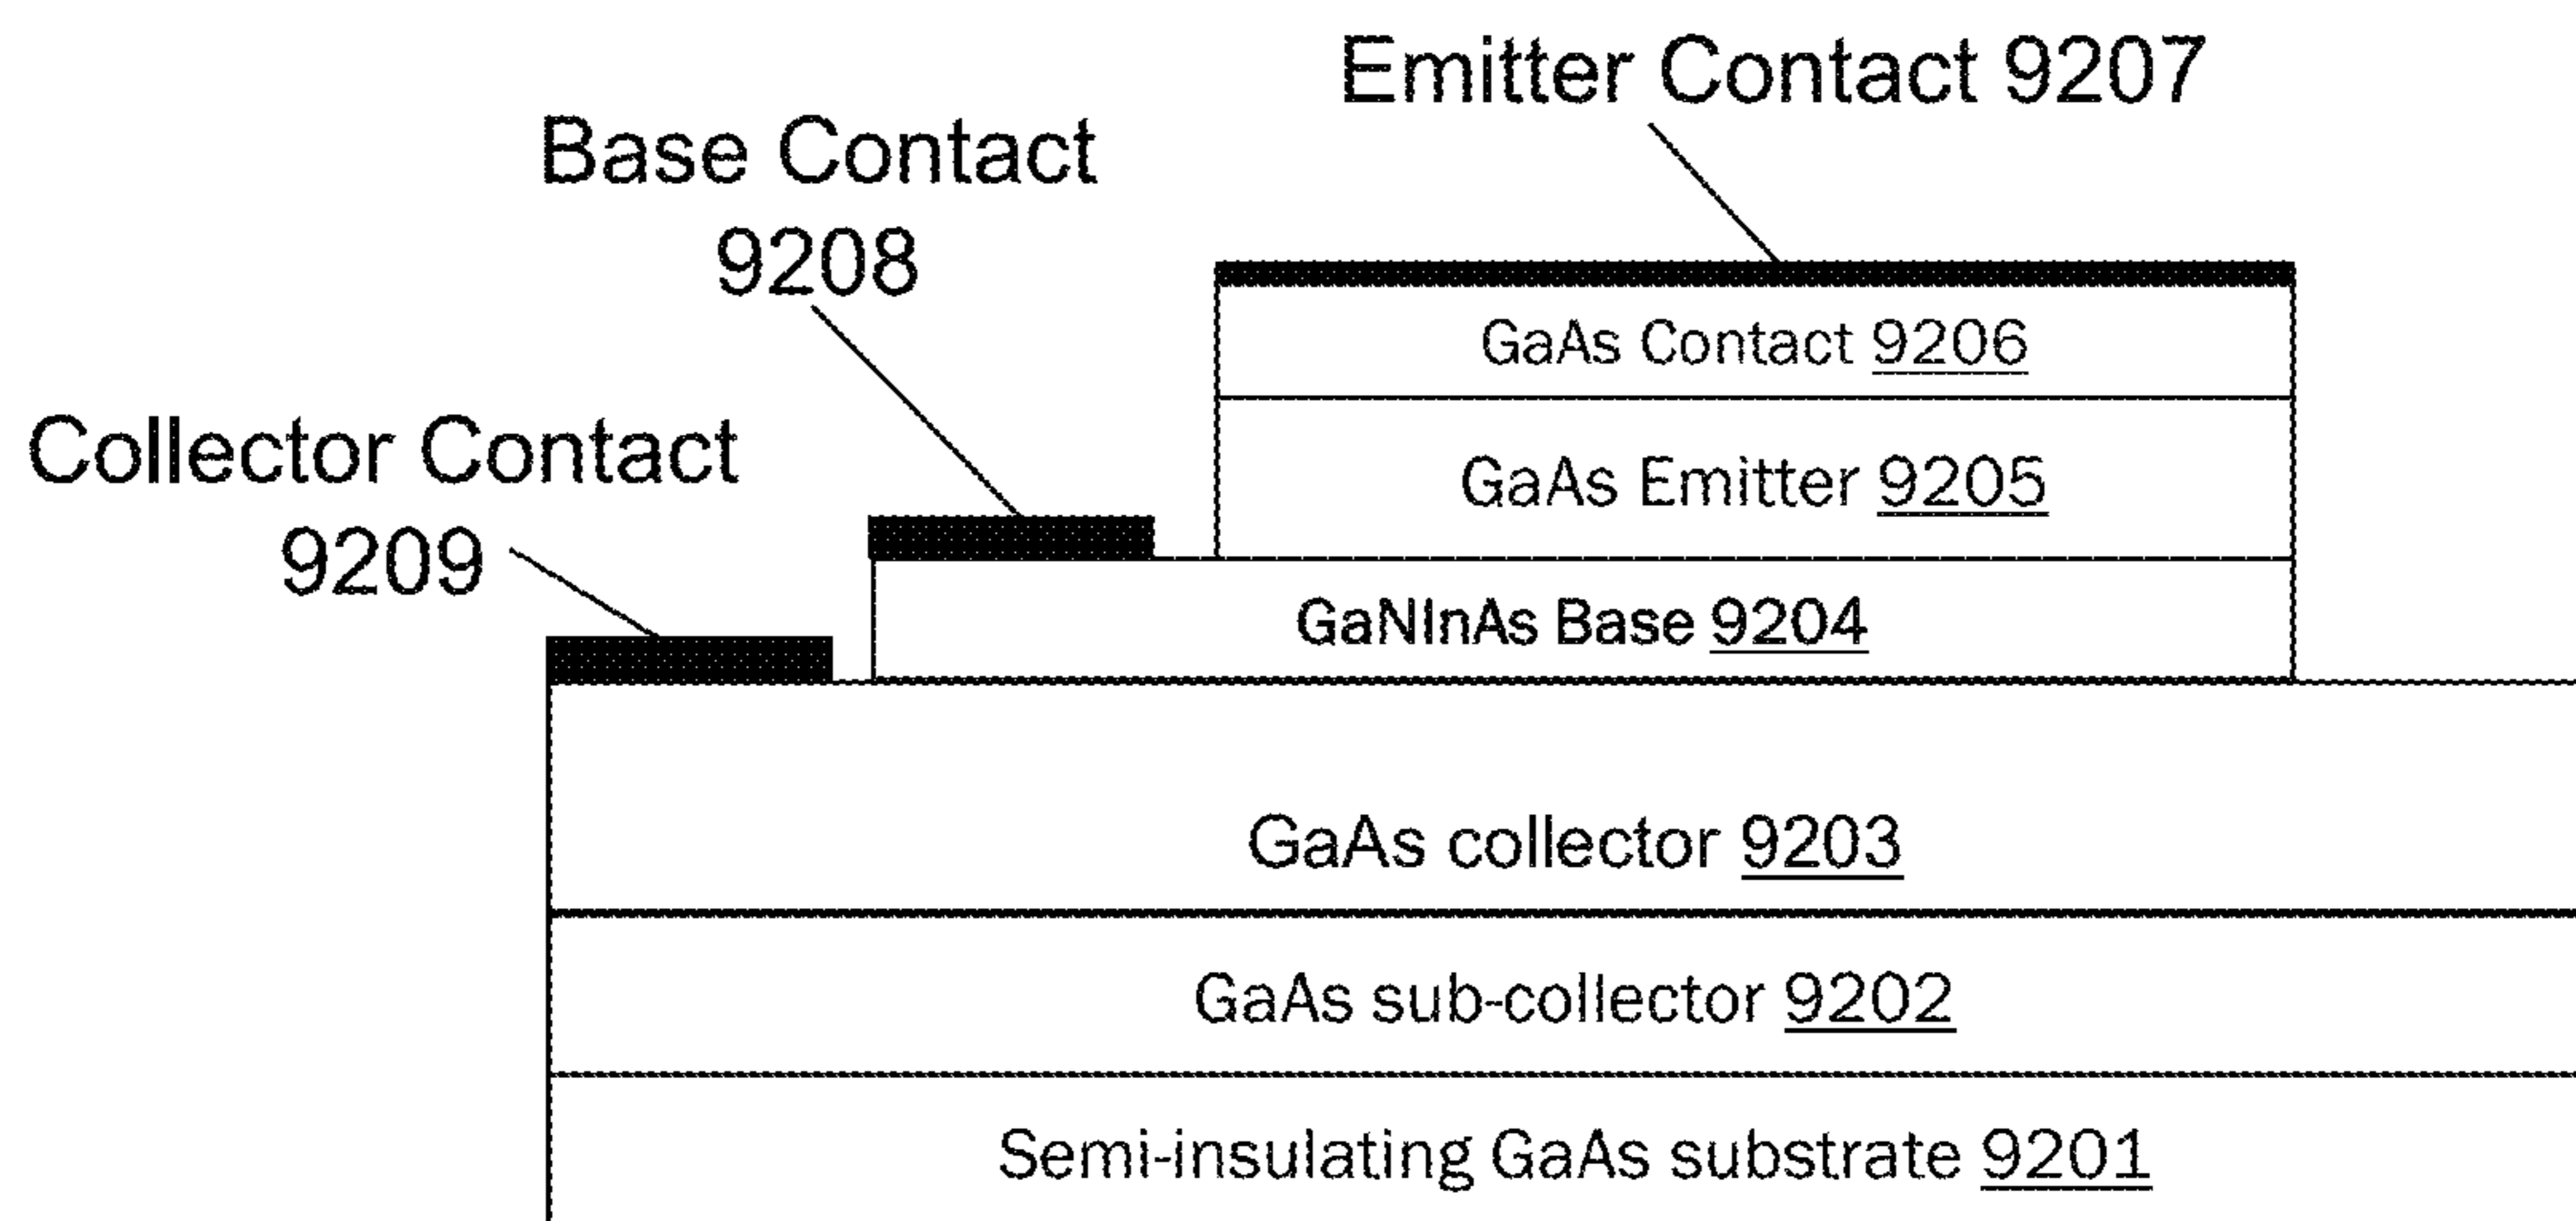 Emitter Contact 9207
Base Contact
9208
GaAs Contact 9206
Collector Contact
9209
GaAs Emitter 9205
GaNInAs Base 9204
GaAs collector 9203
GaAs sub-collector 9202
Semi-insulating GaAs substrate 9201